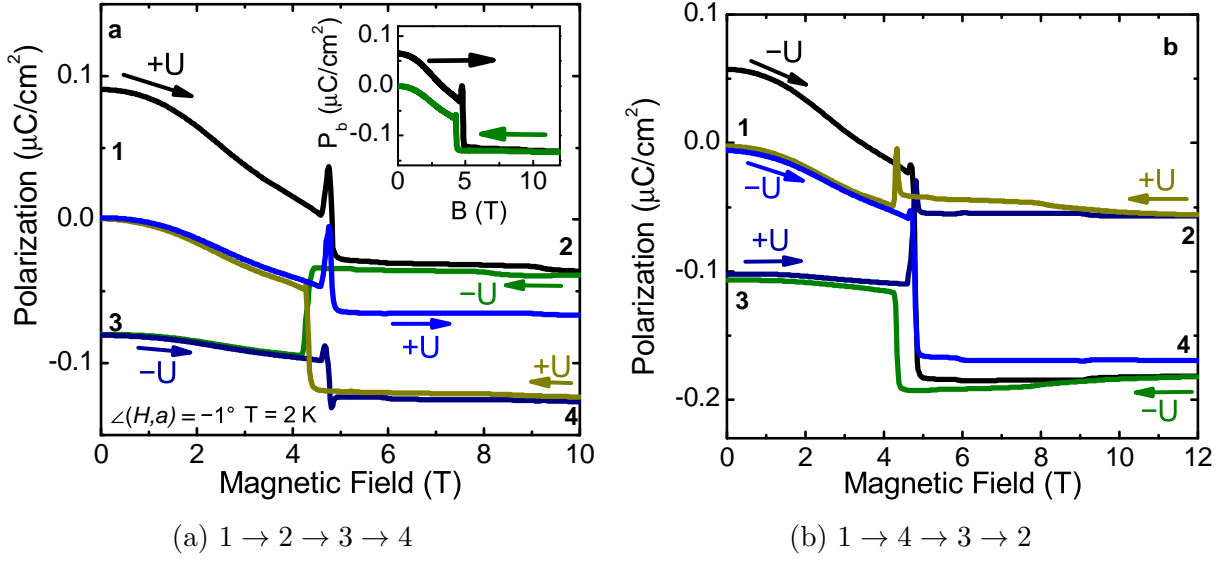 a
+U
1
3
−U
−U
+U
+U
2
4
∠(H,a) = −1° T = 2 K
0.1
0.0
-0.1
0 2 4 6 8 10
Polarization (μC/cm²)
Magnetic Field (T)
P_b (μC/cm²)
0.0
-0.1
0 5 10
B (T)
(a) 1 → 2 → 3 → 4
b
−U
1
−U
+U
3
+U
2
4
−U
0.1
0.0
-0.1
-0.2
0 2 4 6 8 10 12
Polarization (μC/cm²)
Magnetic Field (T)
(b) 1 → 4 → 3 → 2